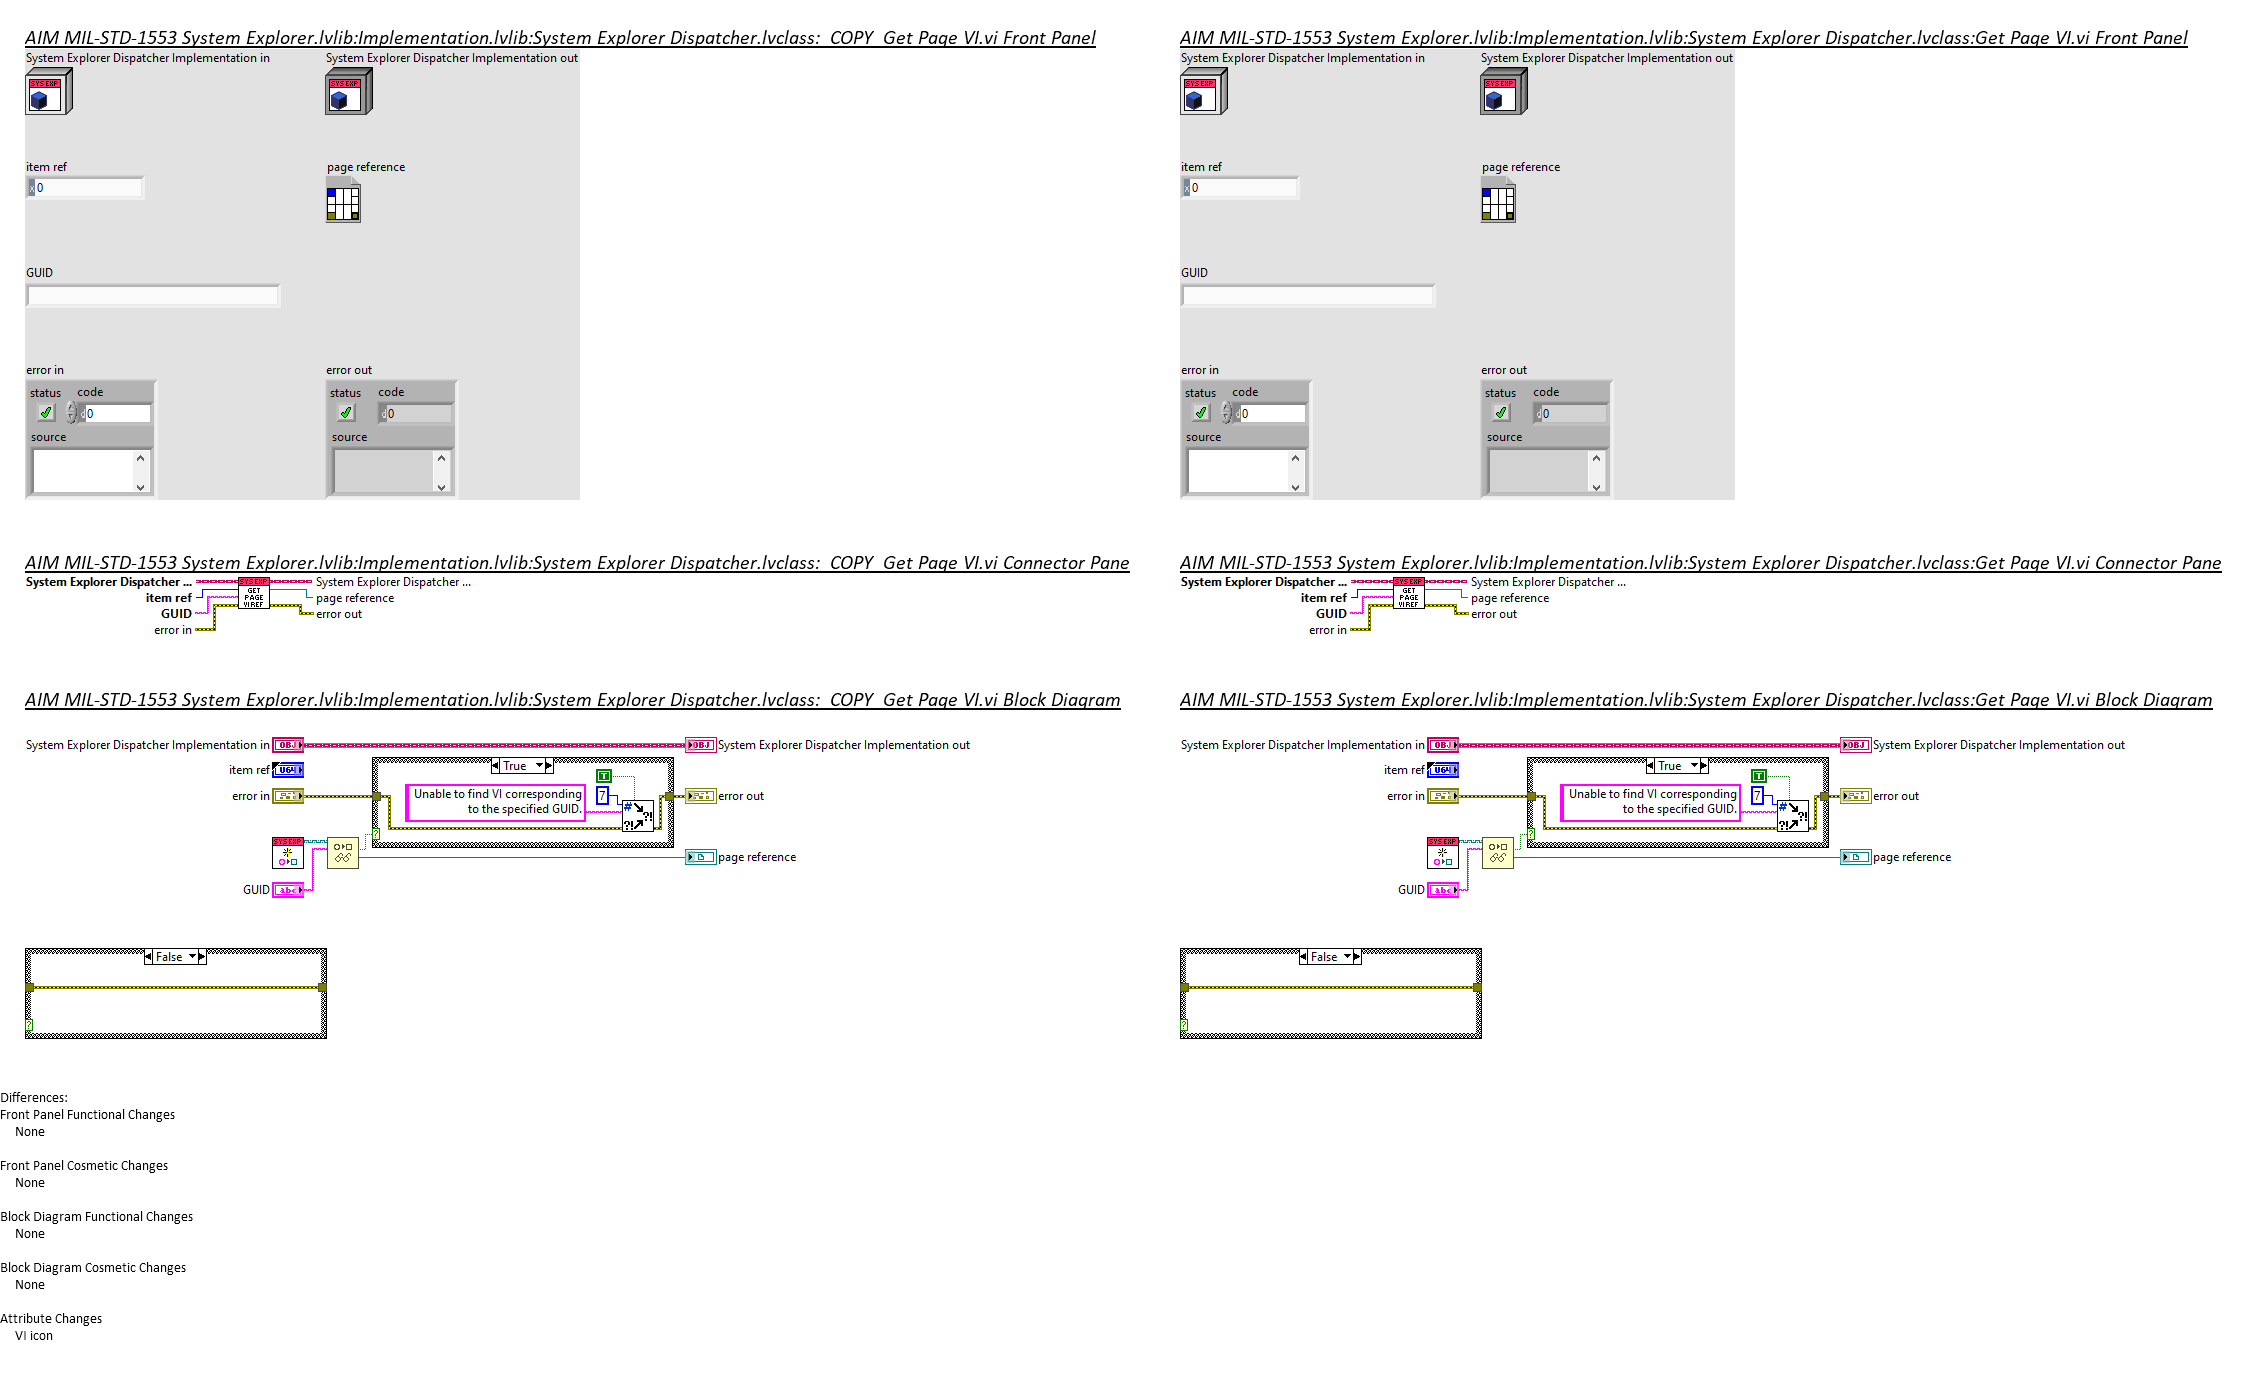 AIM MIL-STD-1553 System Explorer.lvlib:Implementation.lvlib:System Explorer Dispatcher.lvclass:_COPY_Get Page VI.vi Front Panel
System Explorer Dispatcher Implementation in
System Explorer Dispatcher Implementation out
SYS EXP
SYS EXP
item ref
page reference
x 0
GUID
error in
error out
status code
status code
d 0
d 0
source
source
AIM MIL-STD-1553 System Explorer.lvlib:Implementation.lvlib:System Explorer Dispatcher.lvclass:Get Page VI.vi Front Panel
System Explorer Dispatcher Implementation in
System Explorer Dispatcher Implementation out
SYS EXP
SYS EXP
item ref
page reference
x 0
GUID
error in
error out
status code
status code
d 0
d 0
source
source
AIM MIL-STD-1553 System Explorer.lvlib:Implementation.lvlib:System Explorer Dispatcher.lvclass:_COPY_Get Page VI.vi Connector Pane
System Explorer Dispatcher ...
SYS EXP
System Explorer Dispatcher ...
item ref
GET
PAGE
VI REF
page reference
GUID
error out
error in
AIM MIL-STD-1553 System Explorer.lvlib:Implementation.lvlib:System Explorer Dispatcher.lvclass:Get Page VI.vi Connector Pane
System Explorer Dispatcher ...
SYS EXP
System Explorer Dispatcher ...
item ref
GET
PAGE
VI REF
page reference
GUID
error out
error in
AIM MIL-STD-1553 System Explorer.lvlib:Implementation.lvlib:System Explorer Dispatcher.lvclass:_COPY_Get Page VI.vi Block Diagram
System Explorer Dispatcher Implementation in
OBJ
OBJ
System Explorer Dispatcher Implementation out
item ref
U64
True
T
error in
Unable to find VI corresponding
to the specified GUID.
7
#
?!
?!
error out
?
SYS EXP
page reference
GUID
abc
False
?
AIM MIL-STD-1553 System Explorer.lvlib:Implementation.lvlib:System Explorer Dispatcher.lvclass:Get Page VI.vi Block Diagram
System Explorer Dispatcher Implementation in
OBJ
OBJ
System Explorer Dispatcher Implementation out
item ref
U64
True
T
error in
Unable to find VI corresponding
to the specified GUID.
7
#
?!
?!
error out
?
SYS EXP
page reference
GUID
abc
False
?
Differences:
Front Panel Functional Changes
None
Front Panel Cosmetic Changes
None
Block Diagram Functional Changes
None
Block Diagram Cosmetic Changes
None
Attribute Changes
VI icon